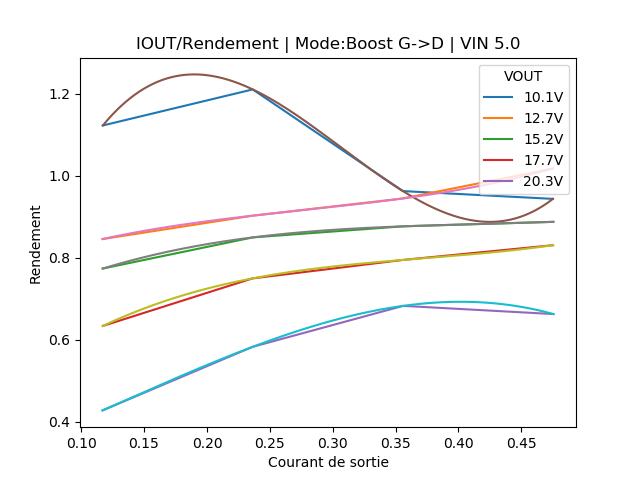 IOUT/Rendement | Mode:Boost G->D | VIN 5.0
VOUT
10.1V
12.7V
15.2V
17.7V
20.3V
1.2
1.0
0.8
0.6
0.4
Rendement
0.10 0.15 0.20 0.25 0.30 0.35 0.40 0.45
Courant de sortie